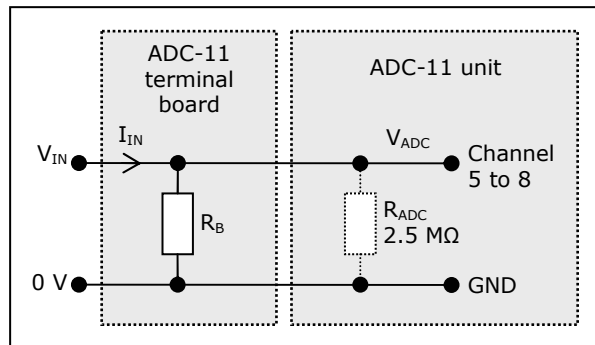 ADC-11
terminal
board
ADC-11 unit
I_IN
V_IN
V_ADC
Channel
5 to 8
R_B
R_ADC
2.5 MΩ
0 V
GND